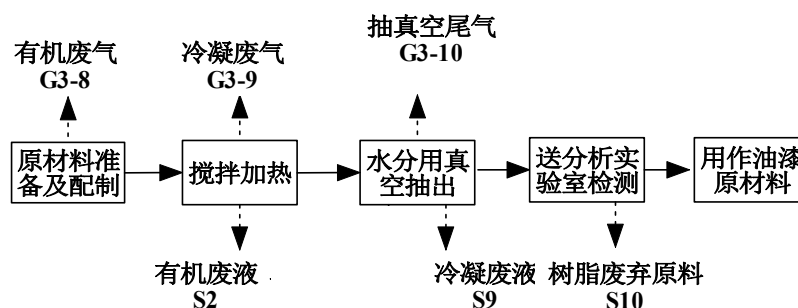 有机废气
G3-8
冷凝废气
G3-9
抽真空尾气
G3-10
原材料准
备及配制
搅拌加热
水分用真
空抽出
送分析实
验室检测
用作油漆
原材料
有机废液
S2
冷凝废液
S9
树脂废弃原料
S10